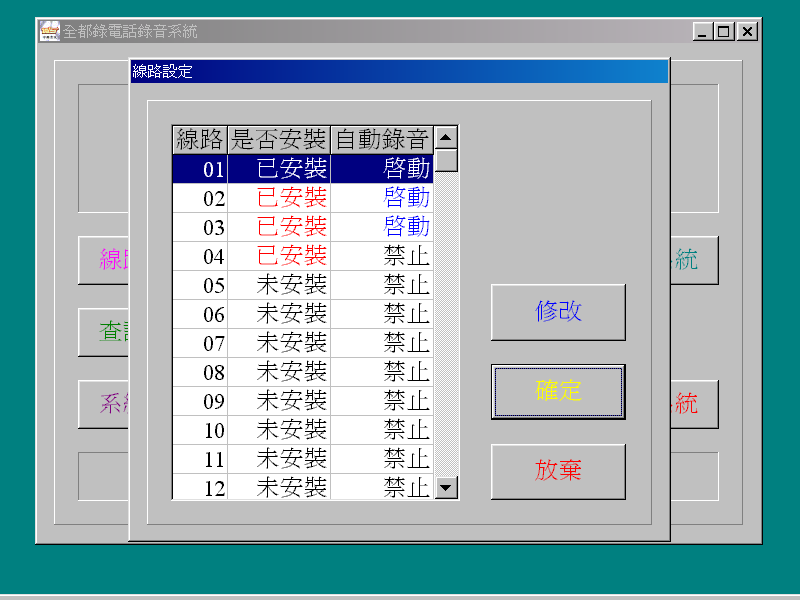 全都錄電話錄音系統
線路設定
線路 是否安裝 自動錄音
01 已安裝 啓動
02 已安裝 啓動
03 已安裝 啓動
04 已安裝 禁止
05 未安裝 禁止
06 未安裝 禁止
07 未安裝 禁止
08 未安裝 禁止
09 未安裝 禁止
10 未安裝 禁止
11 未安裝 禁止
12 未安裝 禁止
修改
確定
放棄
線
統
查
系
統